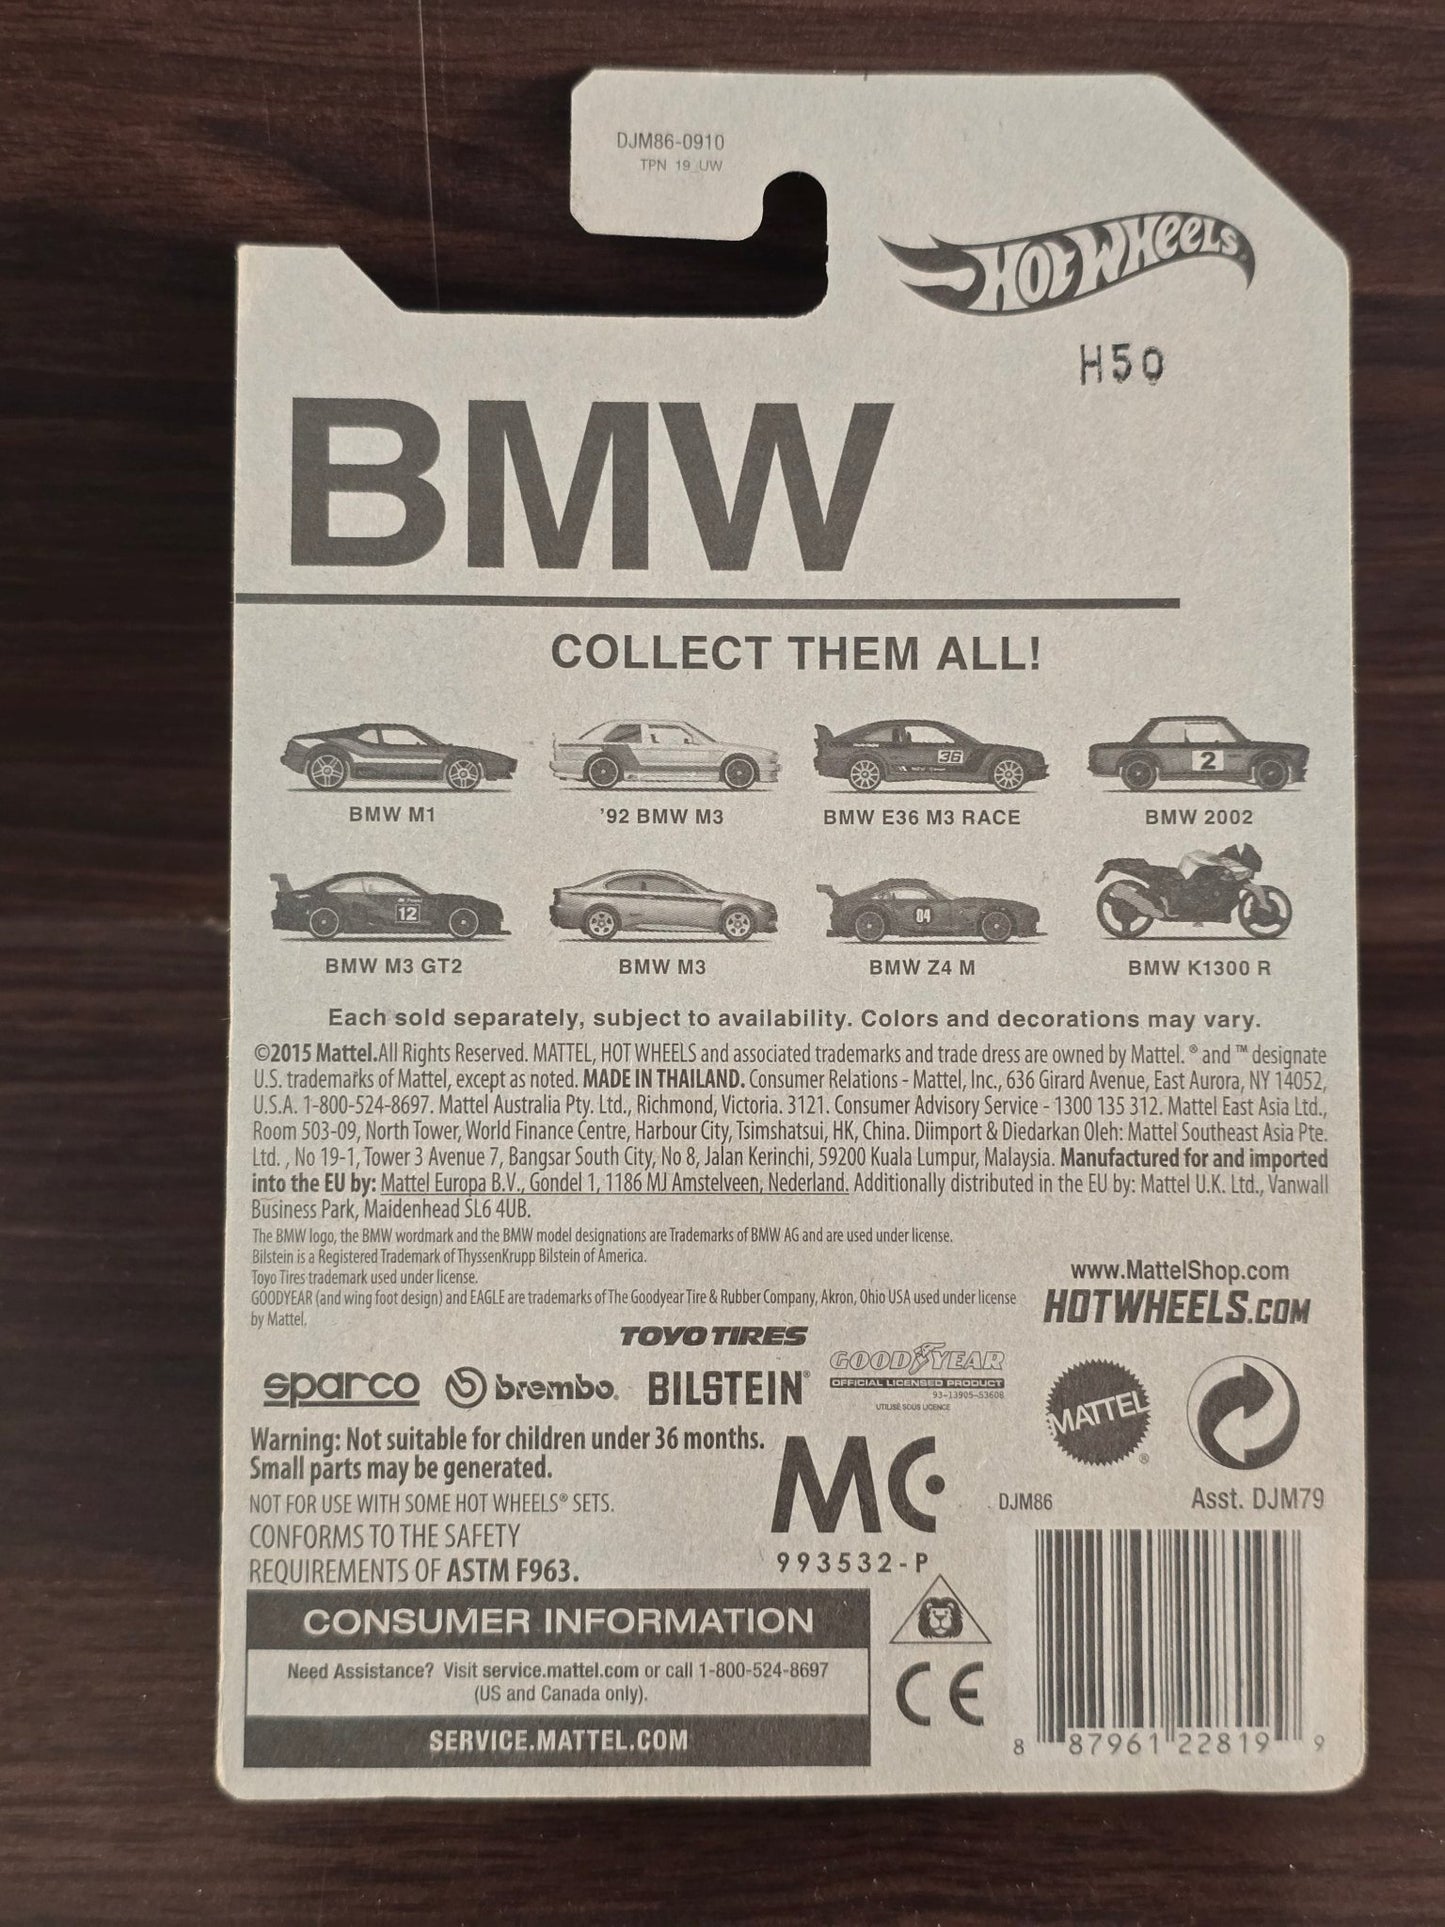 DJM86-0910
TPN 19_UW
HOT WHEELS
H50
BMW
COLLECT THEM ALL!
36
2
BMW M1
'92 BMW M3
BMW E36 M3 RACE
BMW 2002
12
04
BMW M3 GT2
BMW M3
BMW Z4 M
BMW K1300 R
Each sold separately, subject to availability. Colors and decorations may vary.
©2015 Mattel.All Rights Reserved. MATTEL, HOT WHEELS and associated trademarks and trade dress are owned by Mattel. ® and ™ designate
U.S. trademarks of Mattel, except as noted. MADE IN THAILAND. Consumer Relations - Mattel, Inc., 636 Girard Avenue, East Aurora, NY 14052,
U.S.A. 1-800-524-8697. Mattel Australia Pty. Ltd., Richmond, Victoria. 3121. Consumer Advisory Service - 1300 135 312. Mattel East Asia Ltd.,
Room 503-09, North Tower, World Finance Centre, Harbour City, Tsimshatsui, HK, China. Diimport & Diedarkan Oleh: Mattel Southeast Asia Pte.
Ltd. , No 19-1, Tower 3 Avenue 7, Bangsar South City, No 8, Jalan Kerinchi, 59200 Kuala Lumpur, Malaysia. Manufactured for and imported
into the EU by: Mattel Europa B.V., Gondel 1, 1186 MJ Amstelveen, Nederland. Additionally distributed in the EU by: Mattel U.K. Ltd., Vanwall
Business Park, Maidenhead SL6 4UB.
The BMW logo, the BMW wordmark and the BMW model designations are Trademarks of BMW AG and are used under license.
Bilstein is a Registered Trademark of ThyssenKrupp Bilstein of America.
Toyo Tires trademark used under license.
GOODYEAR (and wing foot design) and EAGLE are trademarks of The Goodyear Tire & Rubber Company, Akron, Ohio USA used under license
by Mattel.
www.MattelShop.com
HOTWHEELS.COM
TOYO TIRES
sparco
brembo.
BILSTEIN®
GOODYEAR
OFFICIAL LICENSED PRODUCT
93-13905-53608
UTILISÉ SOUS LICENCE
MATTEL®
Warning: Not suitable for children under 36 months.
Small parts may be generated.
NOT FOR USE WITH SOME HOT WHEELS® SETS.
CONFORMS TO THE SAFETY
REQUIREMENTS OF ASTM F963.
MC
993532-P
DJM86
Asst. DJM79
CONSUMER INFORMATION
Need Assistance? Visit service.mattel.com or call 1-800-524-8697
(US and Canada only).
SERVICE.MATTEL.COM
CE
8 87961 22819 9